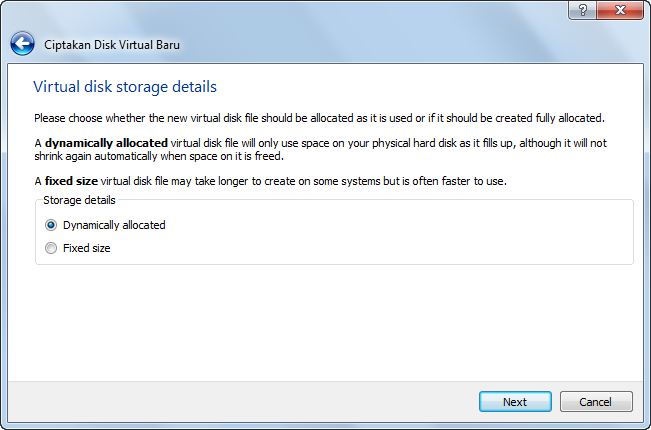 Ciptakan Disk Virtual Baru
Virtual disk storage details
Please choose whether the new virtual disk file should be allocated as it is used or if it should be created fully allocated.
A dynamically allocated virtual disk file will only use space on your physical hard disk as it fills up, although it will not
shrink again automatically when space on it is freed.
A fixed size virtual disk file may take longer to create on some systems but is often faster to use.
Storage details
Dynamically allocated
Fixed size
Next
Cancel